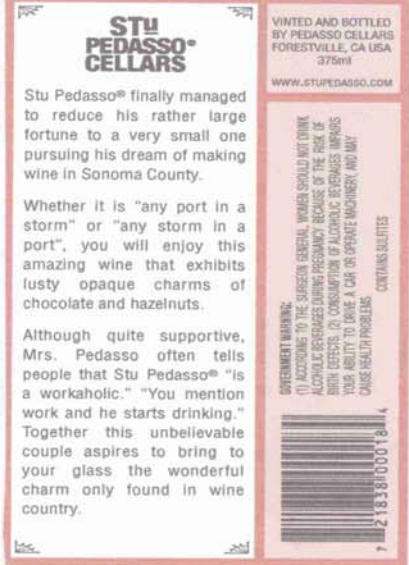 STU
PEDASSO®
CELLARS
Stu Pedasso® finally managed
to reduce his rather large
fortune to a very small one
pursuing his dream of making
wine in Sonoma County.
Whether it is "any port in a
storm" or "any storm in a
port", you will enjoy this
amazing wine that exhibits
lusty opaque charms of
chocolate and hazelnuts.
Although quite supportive,
Mrs. Pedasso often tells
people that Stu Pedasso® "is
a workaholic." "You mention
work and he starts drinking."
Together this unbelievable
couple aspires to bring to
your glass the wonderful
charm only found in wine
country.
VINTED AND BOTTLED
BY PEDASSO CELLARS
FORESTVILLE, CA USA
375ml
WWW.STUPEDASSO.COM
GOVERNMENT WARNING:
(1) ACCORDING TO THE SURGEON GENERAL, WOMEN SHOULD NOT DRINK
ALCOHOLIC BEVERAGES DURING PREGNANCY BECAUSE OF THE RISK OF
BIRTH DEFECTS (2) CONSUMPTION OF ALCOHOLIC BEVERAGES IMPAIRS
YOUR ABILITY TO DRIVE A CAR OR OPERATE MACHINERY, AND MAY
CAUSE HEALTH PROBLEMS CONTAINS SULFITES
7 21838 00018 4